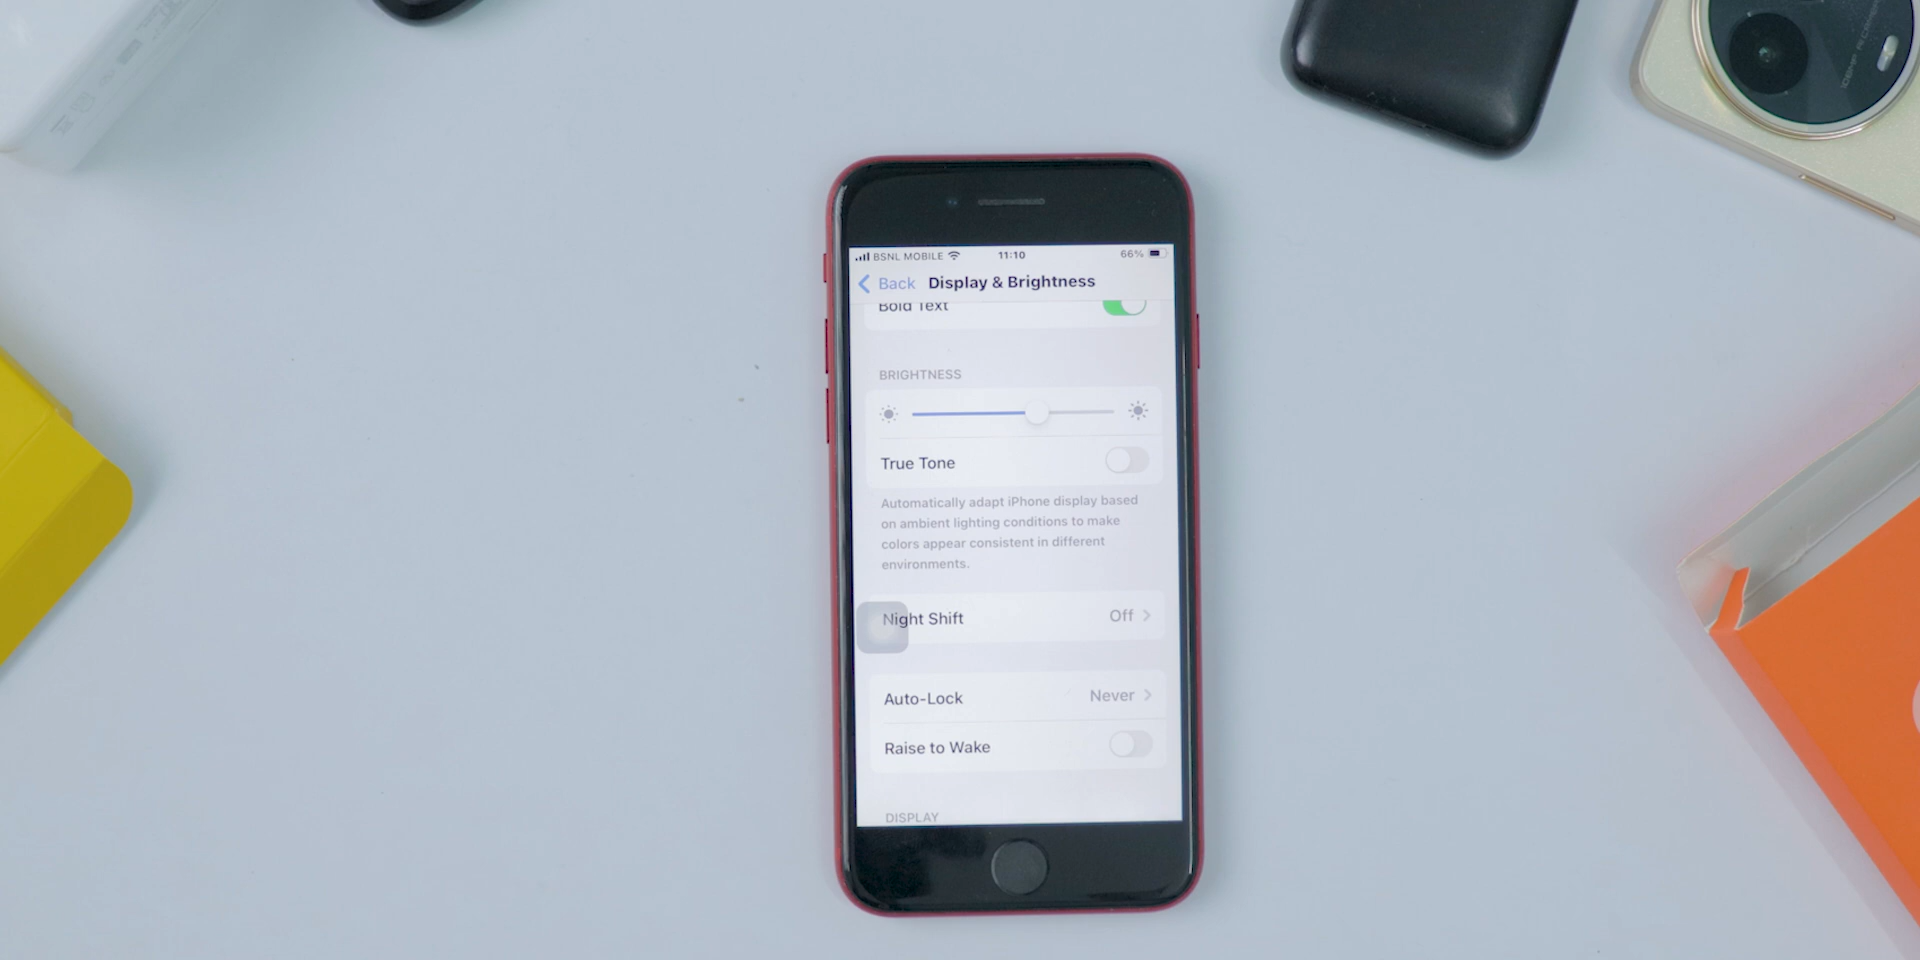 BSNL MOBILE 11:10 66%
Back Display & Brightness
Bold Text
BRIGHTNESS
True Tone
Automatically adapt iPhone display based
on ambient lighting conditions to make
colors appear consistent in different
environments.
Night Shift Off
Auto-Lock Never
Raise to Wake
DISPLAY